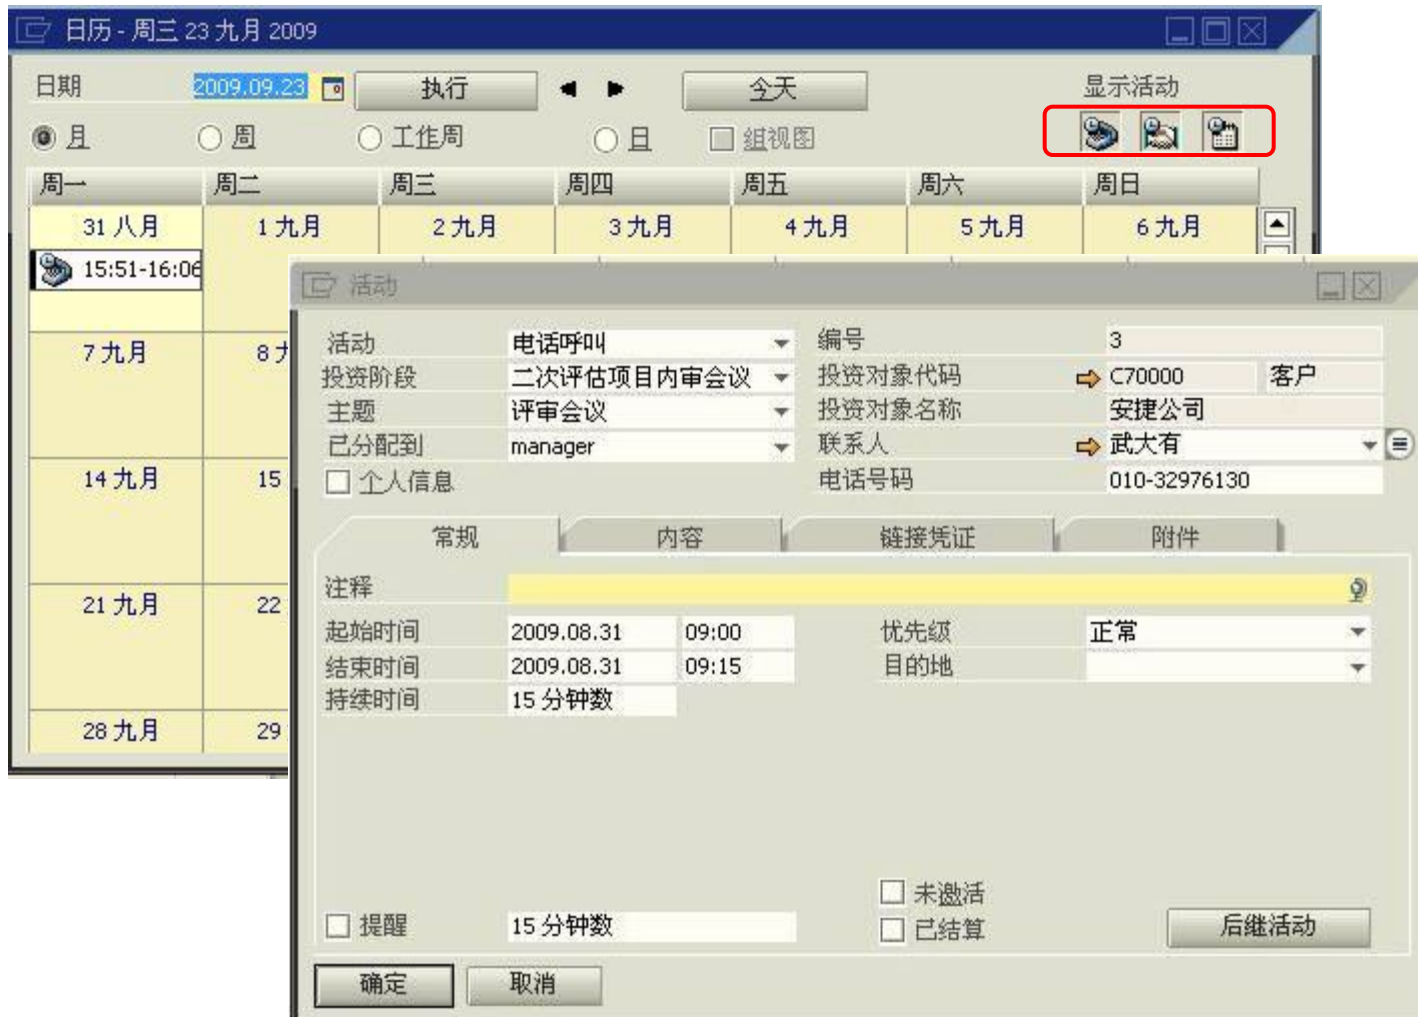 日历 - 周三 23 九月 2009
日期 2009.09.23 执行 今天 显示活动
月 周 工作周 日 组视图
周一 周二 周三 周四 周五 周六 周日
31 八月 1 九月 2 九月 3 九月 4 九月 5 九月 6 九月
15:51-16:06
活动
7 九月 8
活动 电话呼叫 编号 3
投资阶段 二次评估项目内审会议 投资对象代码 C70000 客户
主题 评审会议 投资对象名称 安捷公司
已分配到 manager 联系人 武大有
14 九月 15
个人信息 电话号码 010-32976130
常规 内容 链接凭证 附件
注释
21 九月 22
起始时间 2009.08.31 09:00 优先级 正常
结束时间 2009.08.31 09:15 目的地
持续时间 15 分钟数
28 九月 29
未激活
提醒 15 分钟数 已结算 后继活动
确定 取消